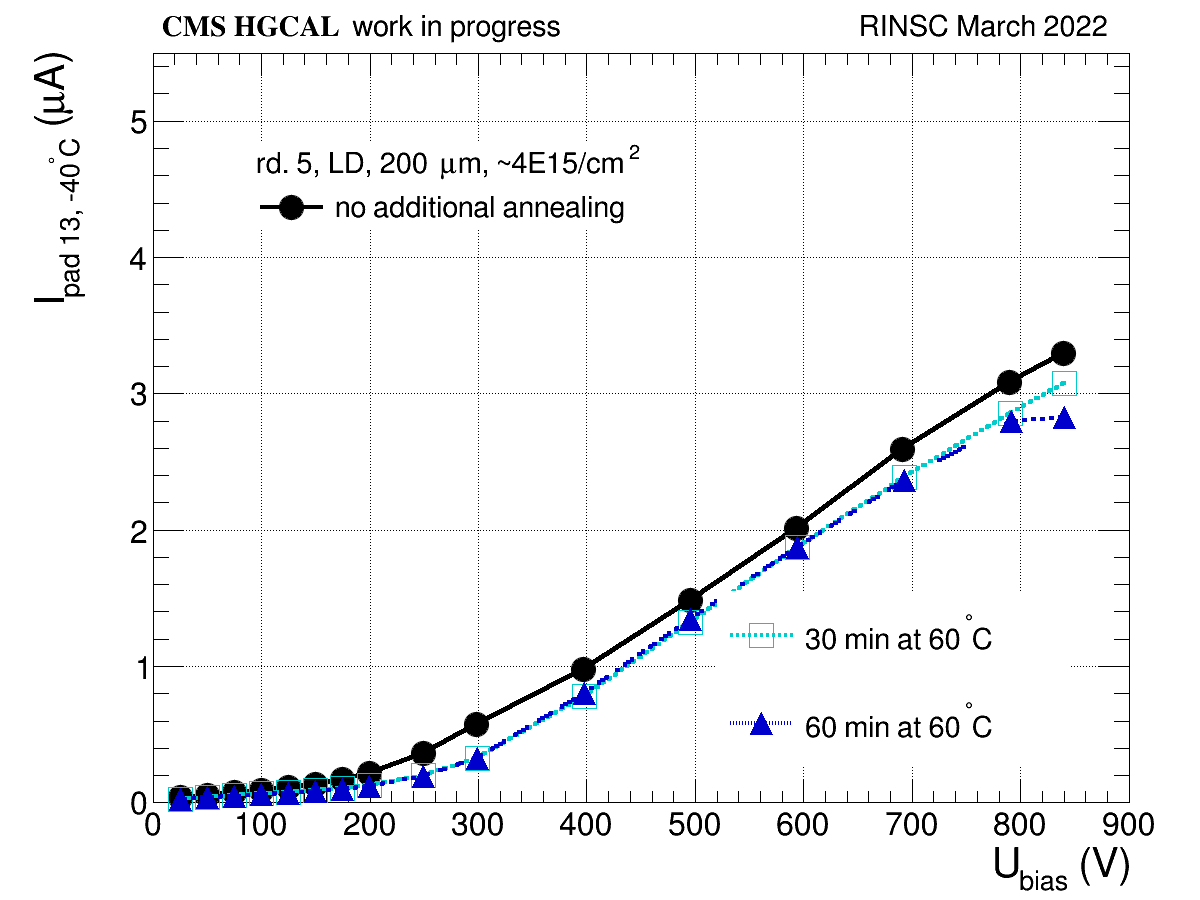 CMS HGCAL work in progress RINSC March 2022
I_pad 13, -40°C (μA)
rd. 5, LD, 200 μm, ~4E15/cm²
no additional annealing
30 min at 60°C
60 min at 60°C
5
4
3
2
1
0
0 100 200 300 400 500 600 700 800 900
U_bias (V)